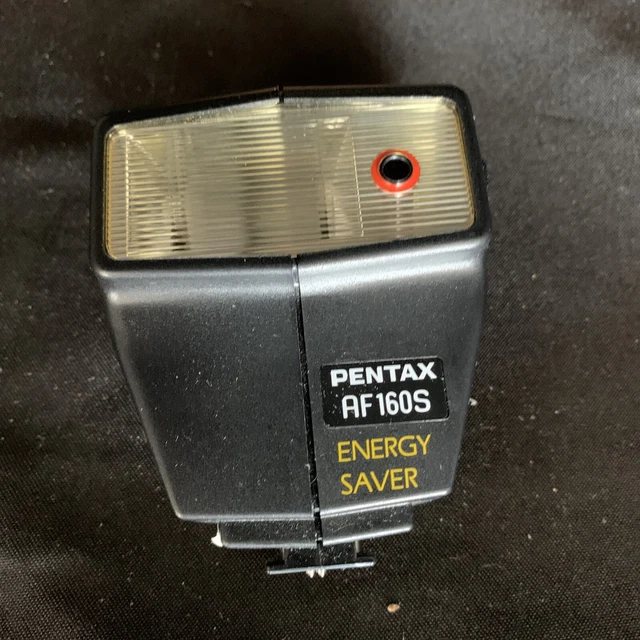 PENTAX
AF160S
ENERGY
SAVER